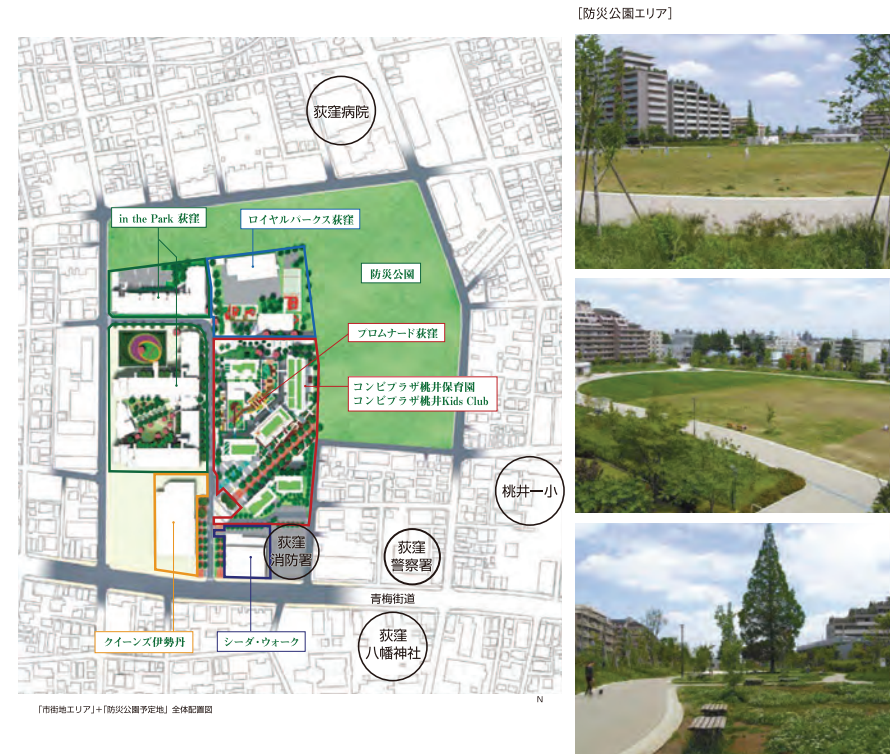 [防災公園エリア]
荻窪病院
in the Park 荻窪
ロイヤルパークス荻窪
防災公園
プロムナード荻窪
コンビプラザ桃井保育園
コンビプラザ桃井Kids Club
桃井一小
荻窪
消防署
荻窪
警察署
青梅街道
クイーンズ伊勢丹
シーダ・ウォーク
荻窪
八幡神社
N
「市街地エリア」+「防災公園予定地」 全体配置図